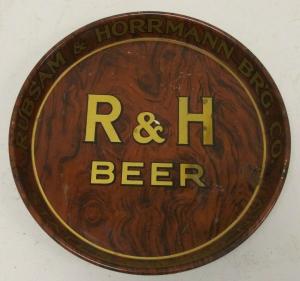 RUBSAM & HORRMANN BRG. CO.
R & H
BEER